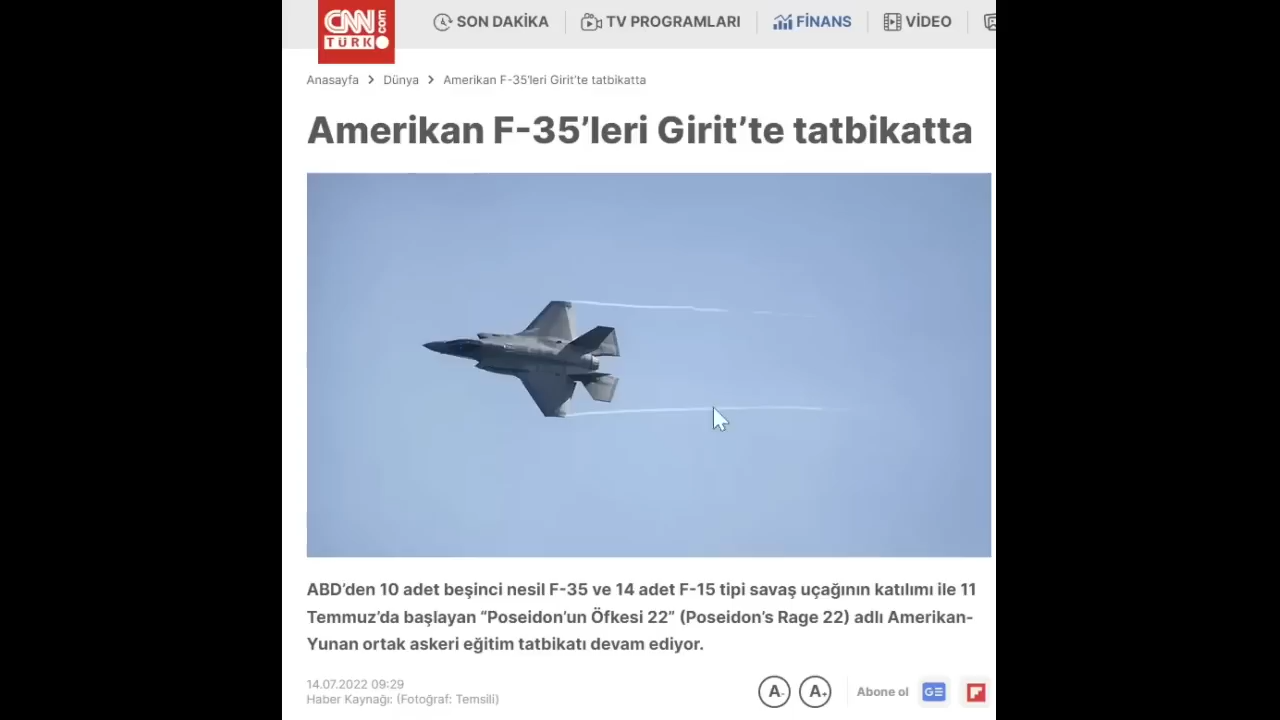 CNN.com
TÜRK
SON DAKİKA
TV PROGRAMLARI
FİNANS
VİDEO
Anasayfa > Dünya > Amerikan F-35'leri Girit'te tatbikatta
Amerikan F-35’leri Girit’te tatbikatta
ABD’den 10 adet beşinci nesil F-35 ve 14 adet F-15 tipi savaş uçağının katılımı ile 11
Temmuz’da başlayan “Poseidon’un Öfkesi 22” (Poseidon’s Rage 22) adlı Amerikan-
Yunan ortak askeri eğitim tatbikatı devam ediyor.
14.07.2022 09:29
Haber Kaynağı: (Fotoğraf: Temsili)
A-
A+
Abone ol
GE